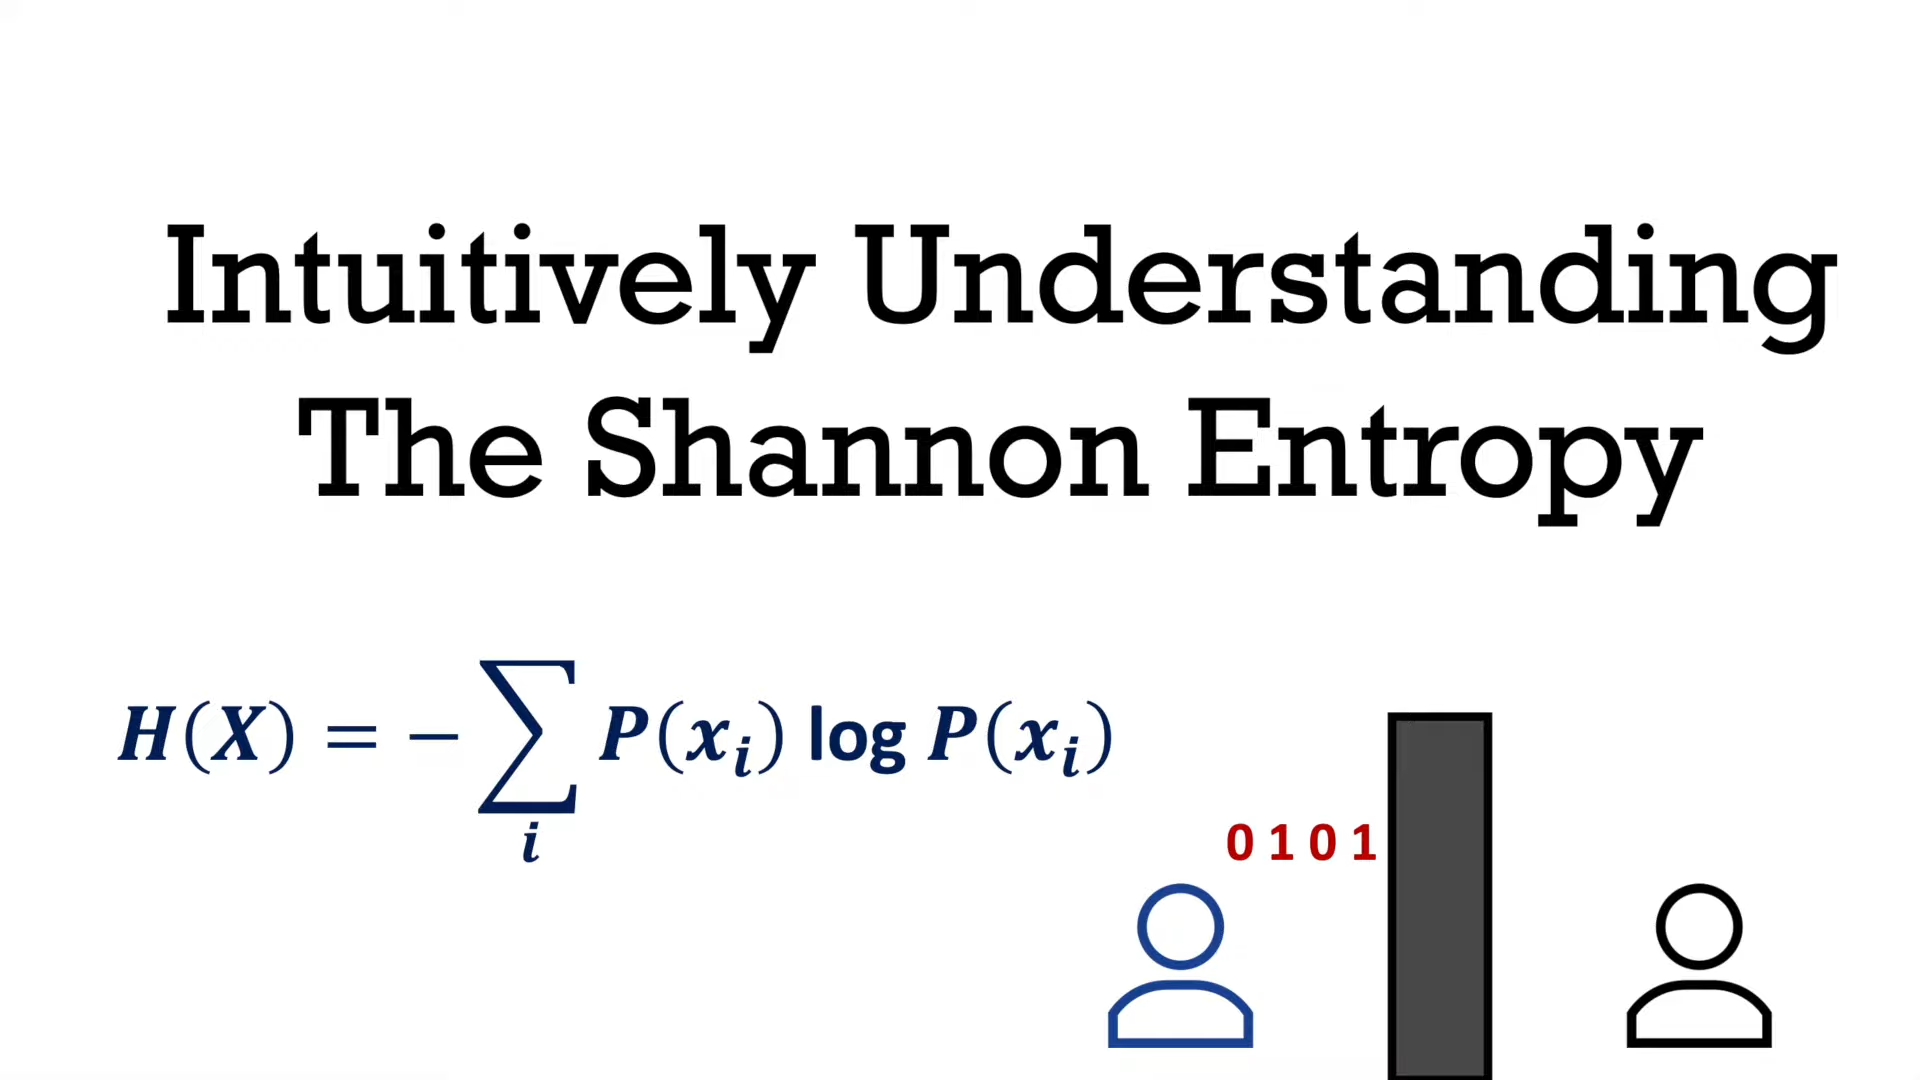 Intuitively Understanding
The Shannon Entropy
H(X) = − ∑ P(xᵢ) log P(xᵢ)
i
0 1 0 1